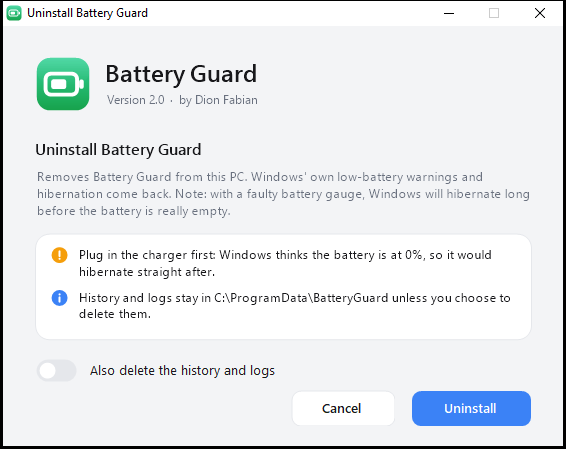 Uninstall Battery Guard
Battery Guard
Version 2.0 · by Dion Fabian
Uninstall Battery Guard
Removes Battery Guard from this PC. Windows' own low-battery warnings and
hibernation come back. Note: with a faulty battery gauge, Windows will hibernate long
before the battery is really empty.
Plug in the charger first: Windows thinks the battery is at 0%, so it would
hibernate straight after.
History and logs stay in C:\ProgramData\BatteryGuard unless you choose to
delete them.
Also delete the history and logs
Cancel
Uninstall